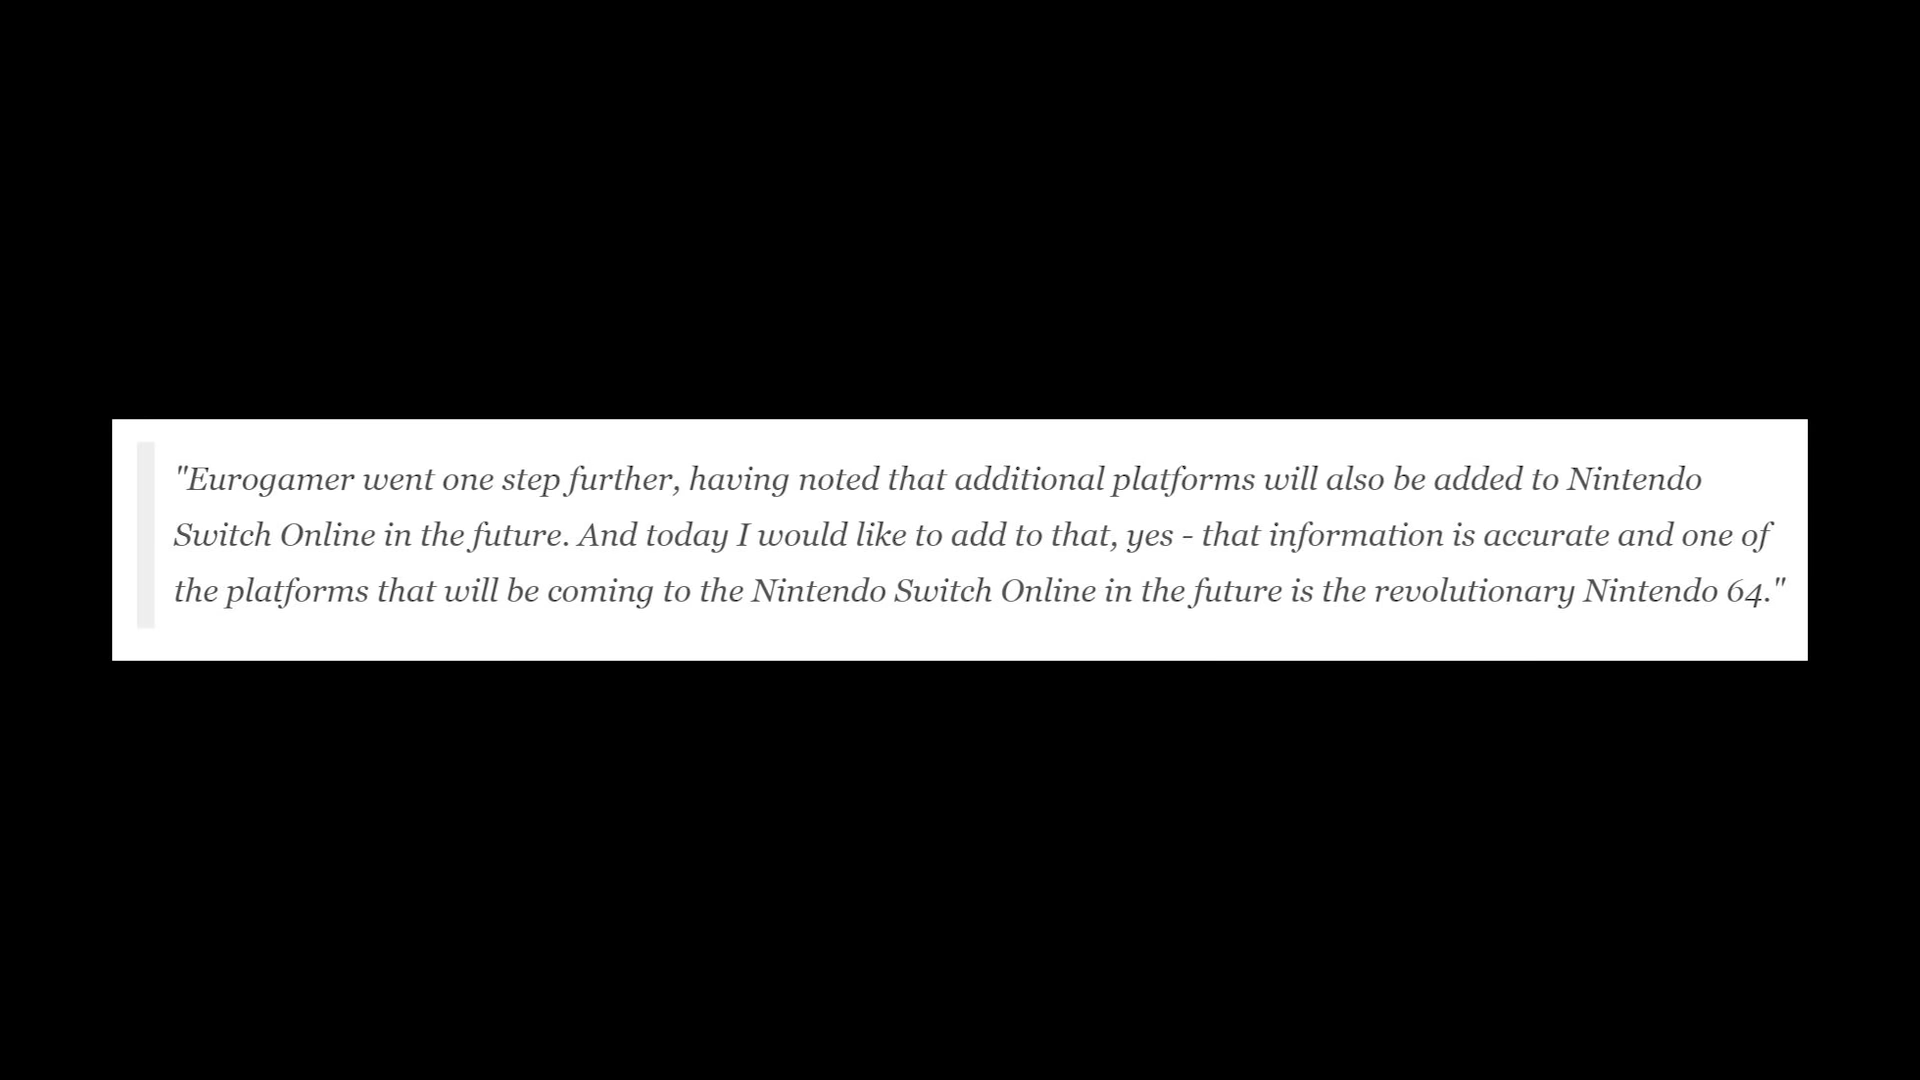 "Eurogamer went one step further, having noted that additional platforms will also be added to Nintendo
Switch Online in the future. And today I would like to add to that, yes - that information is accurate and one of
the platforms that will be coming to the Nintendo Switch Online in the future is the revolutionary Nintendo 64."